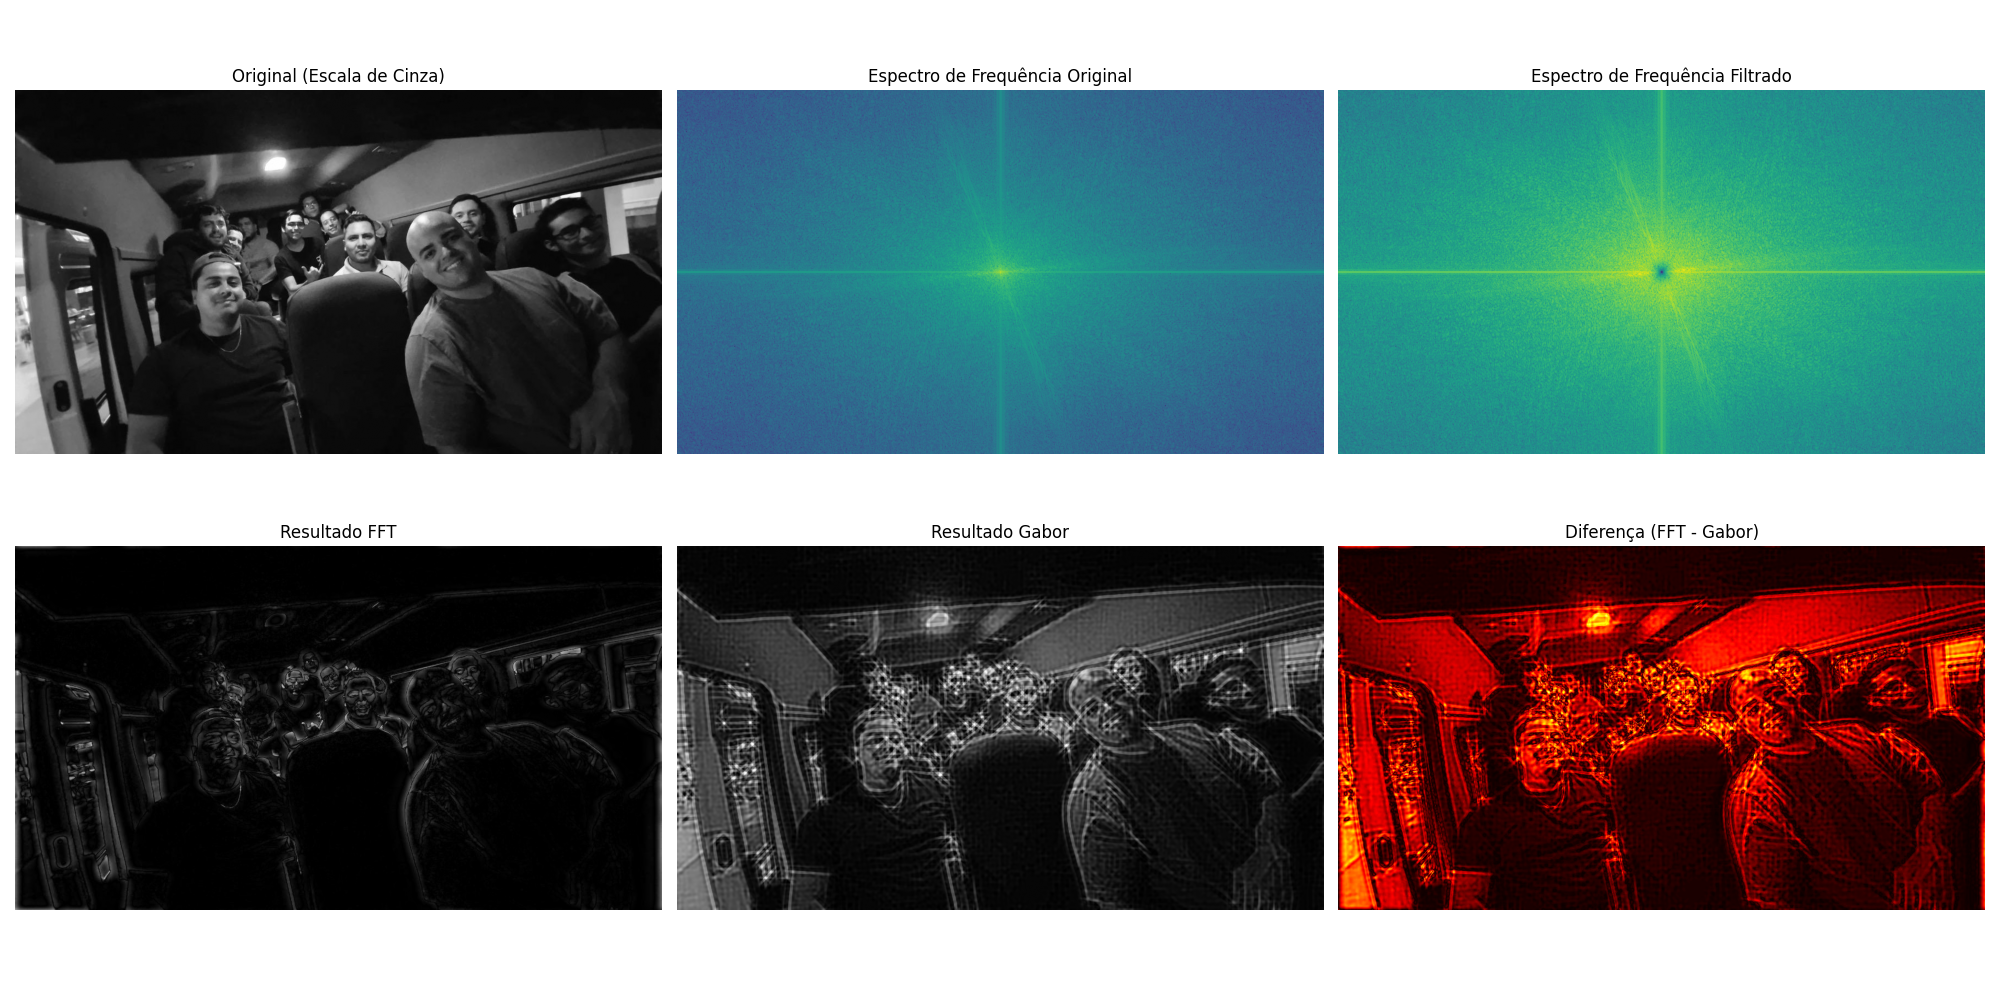 Original (Escala de Cinza)
Espectro de Frequência Original
Espectro de Frequência Filtrado
Resultado FFT
Resultado Gabor
Diferença (FFT - Gabor)